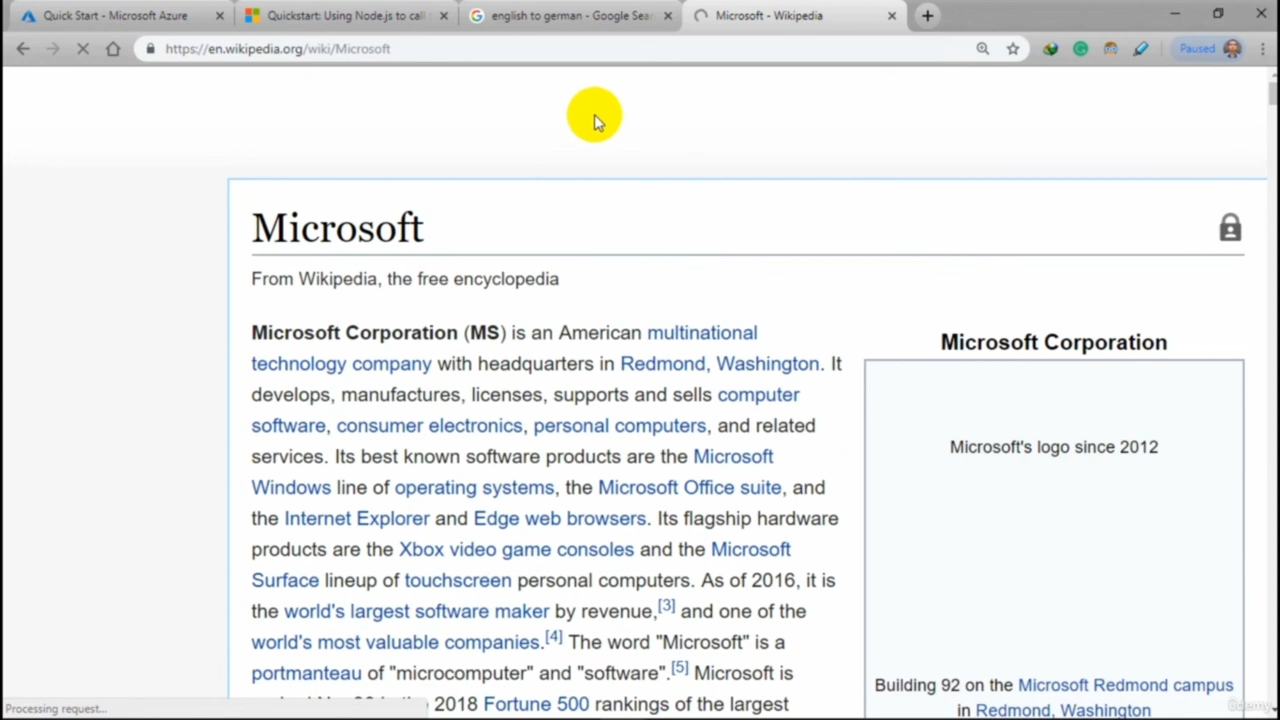 Quick Start - Microsoft Azure
Quickstart: Using Node.js to call
english to german - Google Sear
Microsoft - Wikipedia
https://en.wikipedia.org/wiki/Microsoft
Paused
Microsoft
From Wikipedia, the free encyclopedia
Microsoft Corporation (MS) is an American multinational
technology company with headquarters in Redmond, Washington. It
develops, manufactures, licenses, supports and sells computer
software, consumer electronics, personal computers, and related
services. Its best known software products are the Microsoft
Windows line of operating systems, the Microsoft Office suite, and
the Internet Explorer and Edge web browsers. Its flagship hardware
products are the Xbox video game consoles and the Microsoft
Surface lineup of touchscreen personal computers. As of 2016, it is
the world's largest software maker by revenue,[3] and one of the
world's most valuable companies.[4] The word "Microsoft" is a
portmanteau of "microcomputer" and "software".[5] Microsoft is
2018 Fortune 500 rankings of the largest
Microsoft Corporation
Microsoft's logo since 2012
Building 92 on the Microsoft Redmond campus
in Redmond, Washington
Processing request...
Udemy